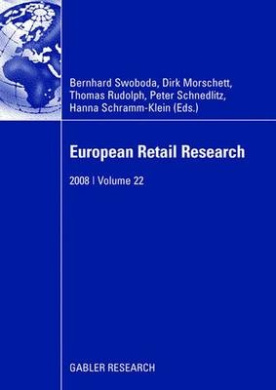 Bernhard Swoboda, Dirk Morschett,
Thomas Rudolph, Peter Schnedlitz,
Hanna Schramm-Klein (Eds.)
European Retail Research
2008 | Volume 22
GABLER RESEARCH